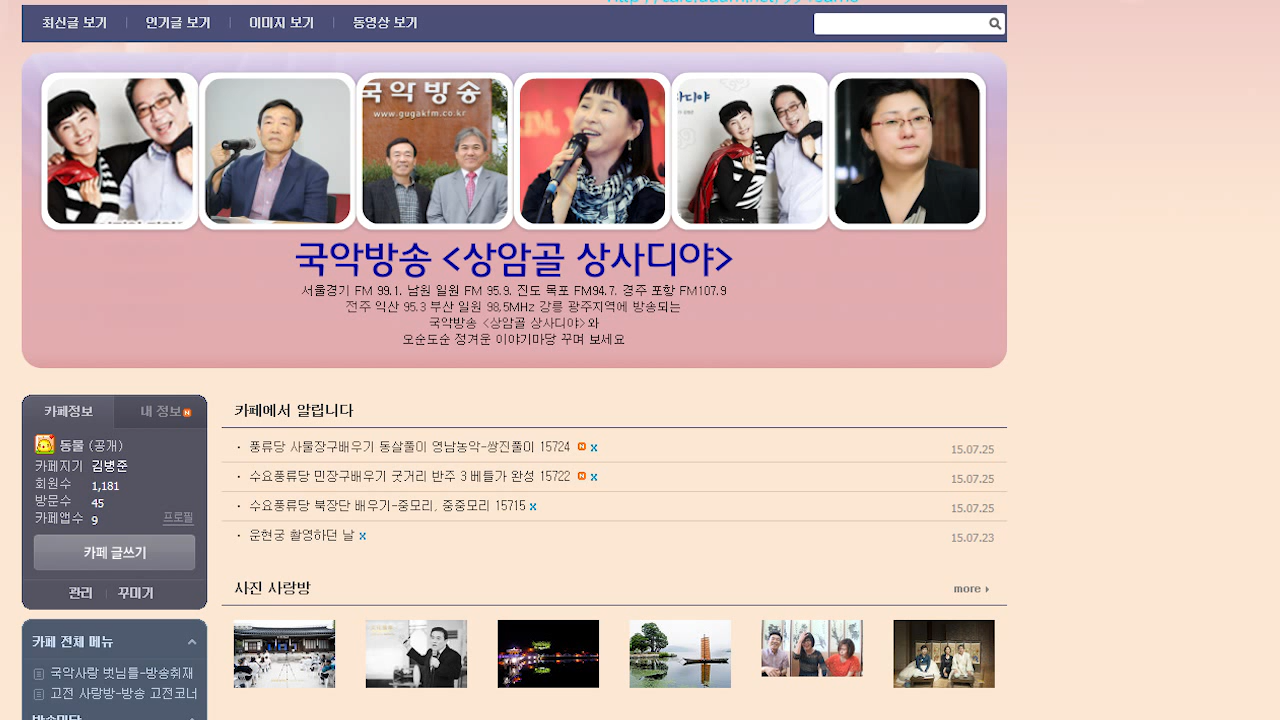 최신글 보기 | 인기글 보기 | 이미지 보기 | 동영상 보기
국악방송
www.gugakfm.co.kr
국악방송 <상암골 상사디야>
서울경기 FM 99.1, 남원 일원 FM 95.9, 진도 목포 FM94.7, 경주 포항 FM107.9
전주 익산 95.3 부산 일원 98,5MHz 강릉 광주지역에 방송되는
국악방송 <상암골 상사디야>와
오순도순 정겨운 이야기마당 꾸며 보세요
카페정보 내 정보 N
동물 (공개)
카페지기 김병준
회원수 1,181
방문수 45
카페앱수 9 프로필
카페 글쓰기
관리 | 꾸미기
카페 전체 메뉴
국악사랑 벗님들-방송취재
고전 사랑방-방송 고전코너
방송마당
카페에서 알립니다
· 풍류당 사물장구배우기 동살풀이 영남농악-쌍진풀이 15724 N x 15.07.25
· 수요풍류당 민장구배우기 굿거리 반주 3 베틀가 완성 15722 N x 15.07.25
· 수요풍류당 북장단 배우기-중모리, 중중모리 15715 x 15.07.25
· 운현궁 촬영하던 날 x 15.07.23
사진 사랑방 more